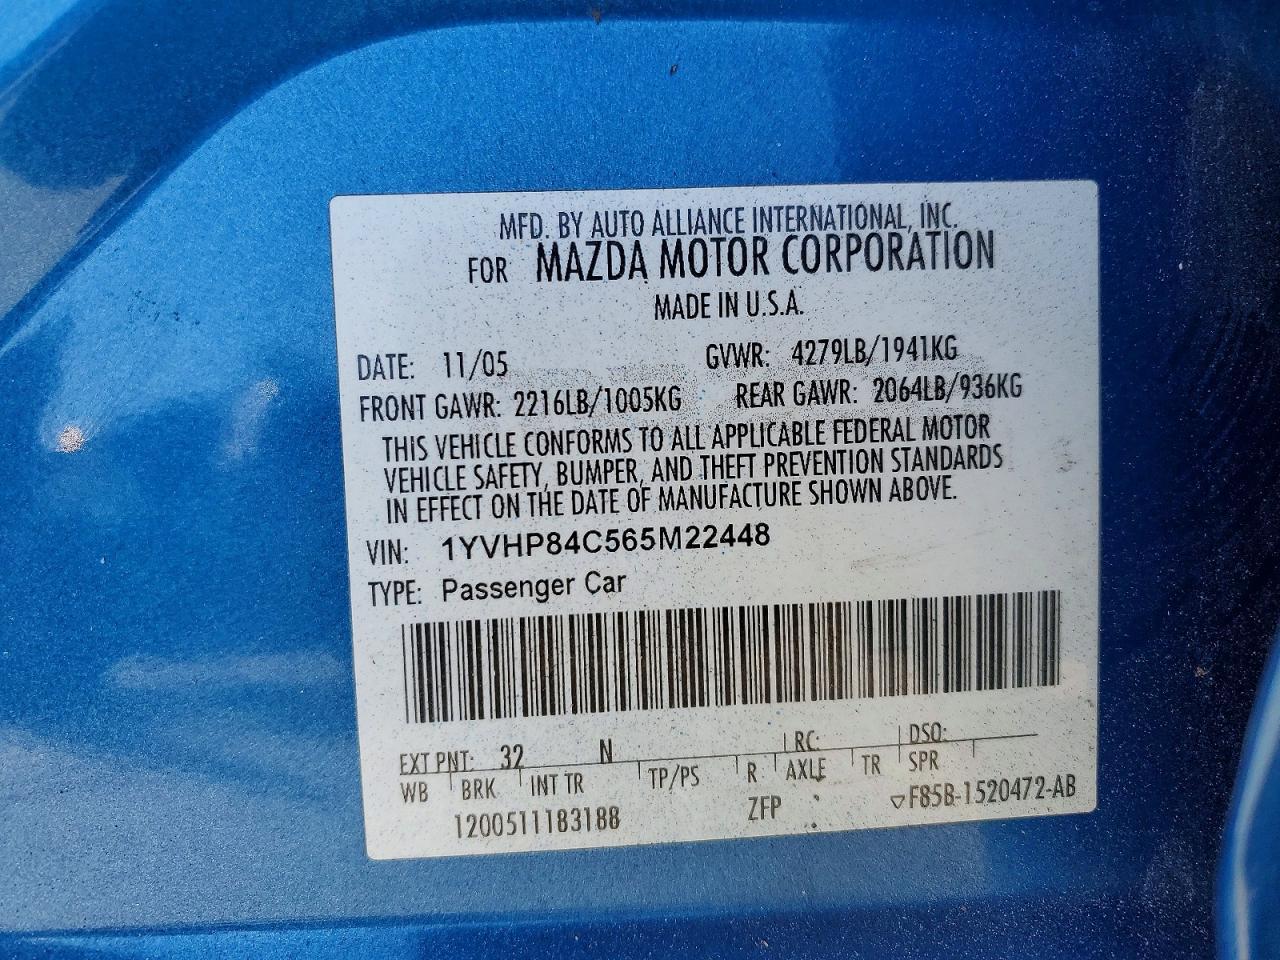 MFD. BY AUTO ALLIANCE INTERNATIONAL, INC.
FOR MAZDA MOTOR CORPORATION
MADE IN U.S.A.
DATE: 11/05 GVWR: 4279LB/1941KG
FRONT GAWR: 2216LB/1005KG REAR GAWR: 2064LB/936KG
THIS VEHICLE CONFORMS TO ALL APPLICABLE FEDERAL MOTOR
VEHICLE SAFETY, BUMPER, AND THEFT PREVENTION STANDARDS
IN EFFECT ON THE DATE OF MANUFACTURE SHOWN ABOVE.
VIN: 1YVHP84C565M22448
TYPE: Passenger Car
EXT PNT: 32 N RC: DSO:
WB BRK INT TR TP/PS R AXLE TR SPR
1200511183188 ZFP ▽F85B-1520472-AB